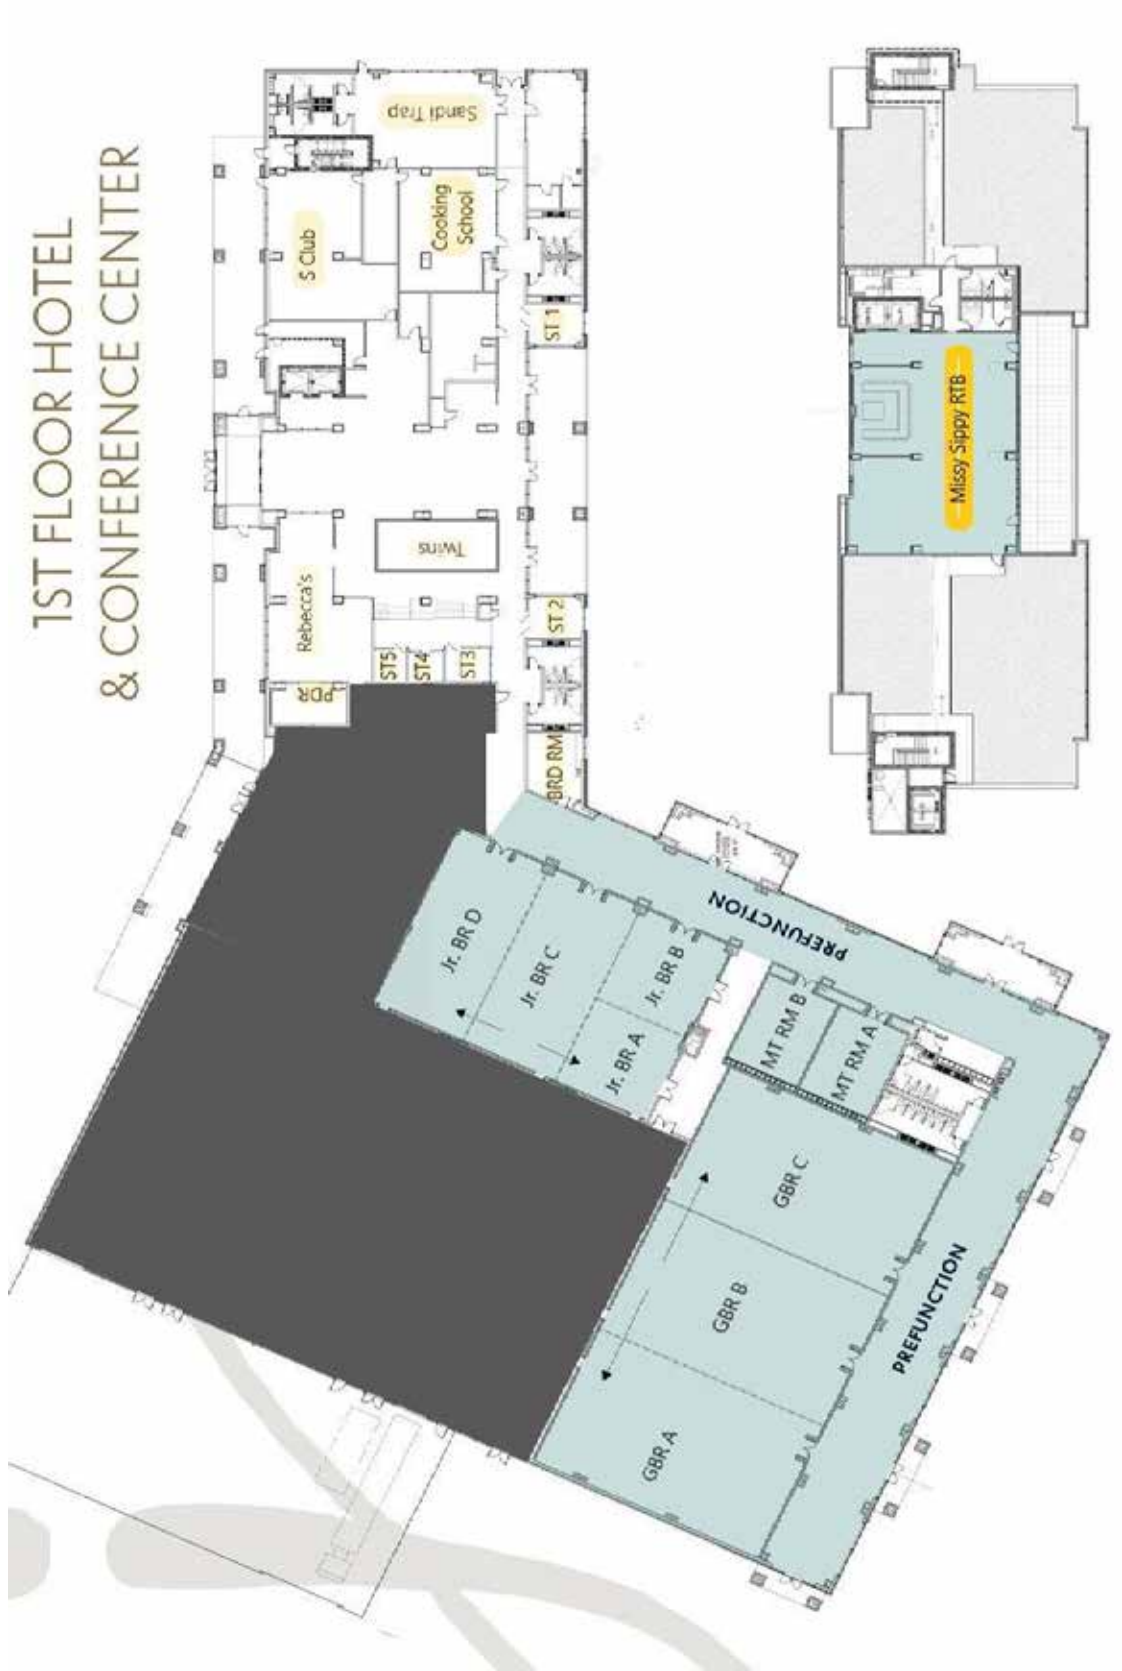 1ST FLOOR HOTEL
& CONFERENCE CENTER
Sandi Trap
Cooking
School
S Club
ST 1
Twins
Rebecca's
ST 2
ST5
ST4
ST3
PDR
BRD RM
Missy Sippy RTB
PREFUNCTION
Jr. BR D
Jr. BR C
Jr. BR B
Jr. BR A
MT RM B
MT RM A
GBR C
GBR B
GBR A
PREFUNCTION